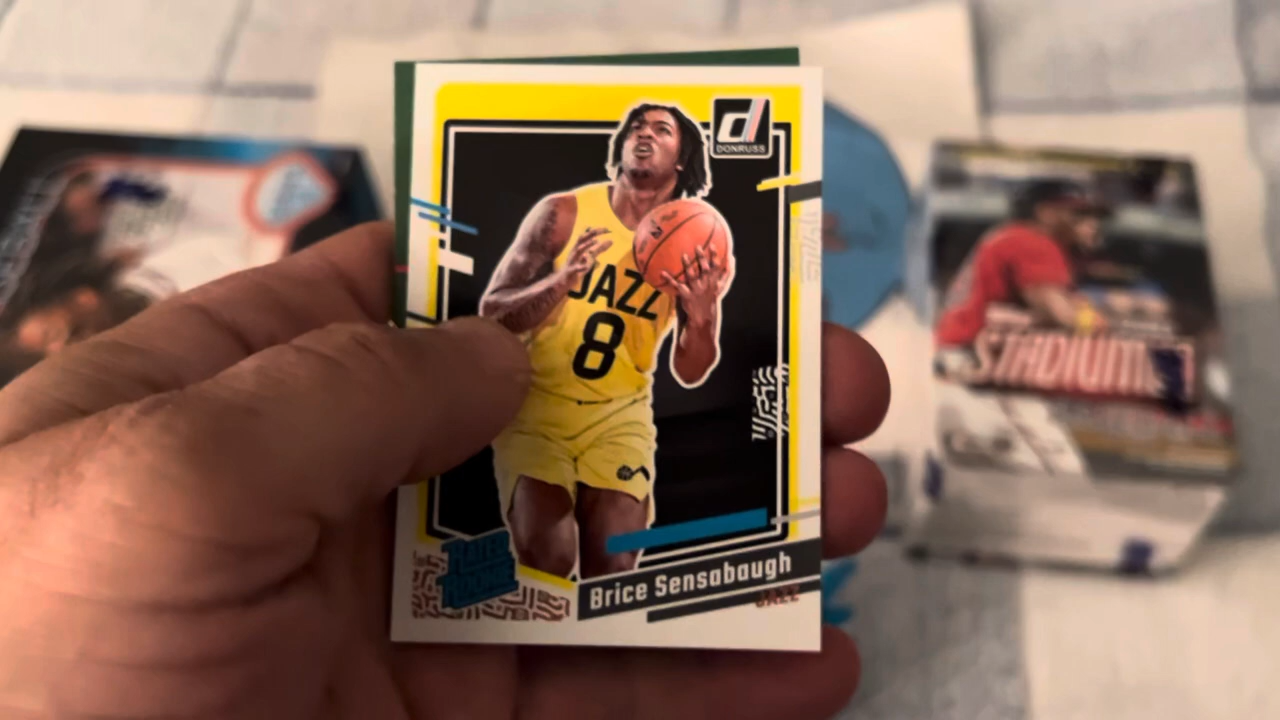 DONRUSS
JAZZ
8
RATED
ROOKIE
Brice Sensabaugh
JAZZ
STADIUM